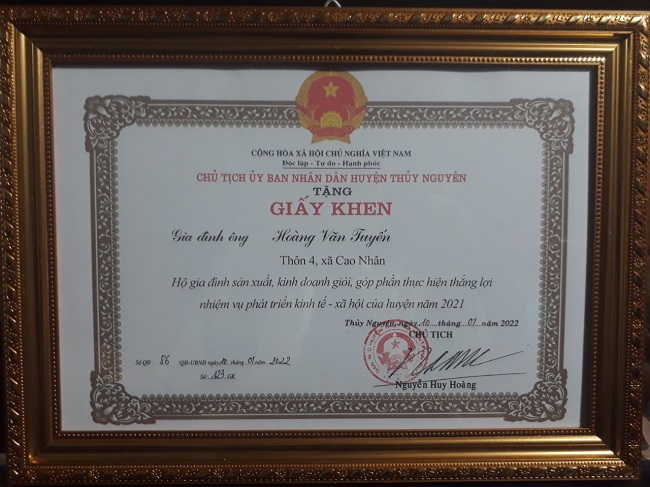 CỘNG HÒA XÃ HỘI CHỦ NGHĨA VIỆT NAM
Độc lập - Tự do - Hạnh phúc
CHỦ TỊCH ỦY BAN NHÂN DÂN HUYỆN THỦY NGUYÊN
TẶNG
GIẤY KHEN
Gia đình ông Hoàng Văn Tuyến
Thôn 4, xã Cao Nhân
Hộ gia đình sản xuất, kinh doanh giỏi, góp phần thực hiện thắng lợi
nhiệm vụ phát triển kinh tế - xã hội của huyện năm 2021
Thủy Nguyên, ngày 10 tháng 01 năm 2022
CHỦ TỊCH
Số QĐ: 56 /QĐ-UBND ngày 10 tháng 01 năm 2022
Số: 123 GK
Nguyễn Huy Hoàng